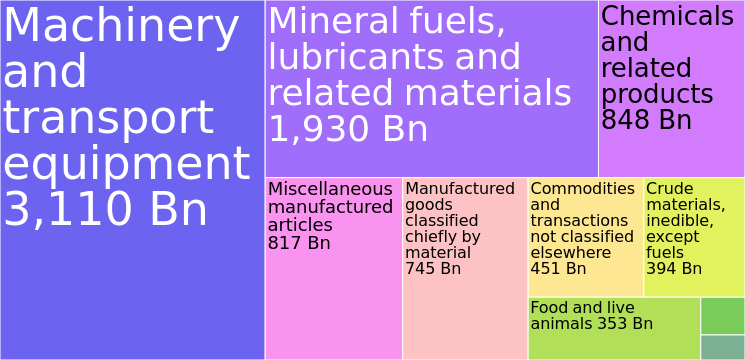 Machinery
and
transport
equipment
3,110 Bn
Mineral fuels,
lubricants and
related materials
1,930 Bn
Chemicals
and
related
products
848 Bn
Miscellaneous
manufactured
articles
817 Bn
Manufactured
goods
classified
chiefly by
material
745 Bn
Commodities
and
transactions
not classified
elsewhere
451 Bn
Crude
materials,
inedible,
except
fuels
394 Bn
Food and live
animals 353 Bn